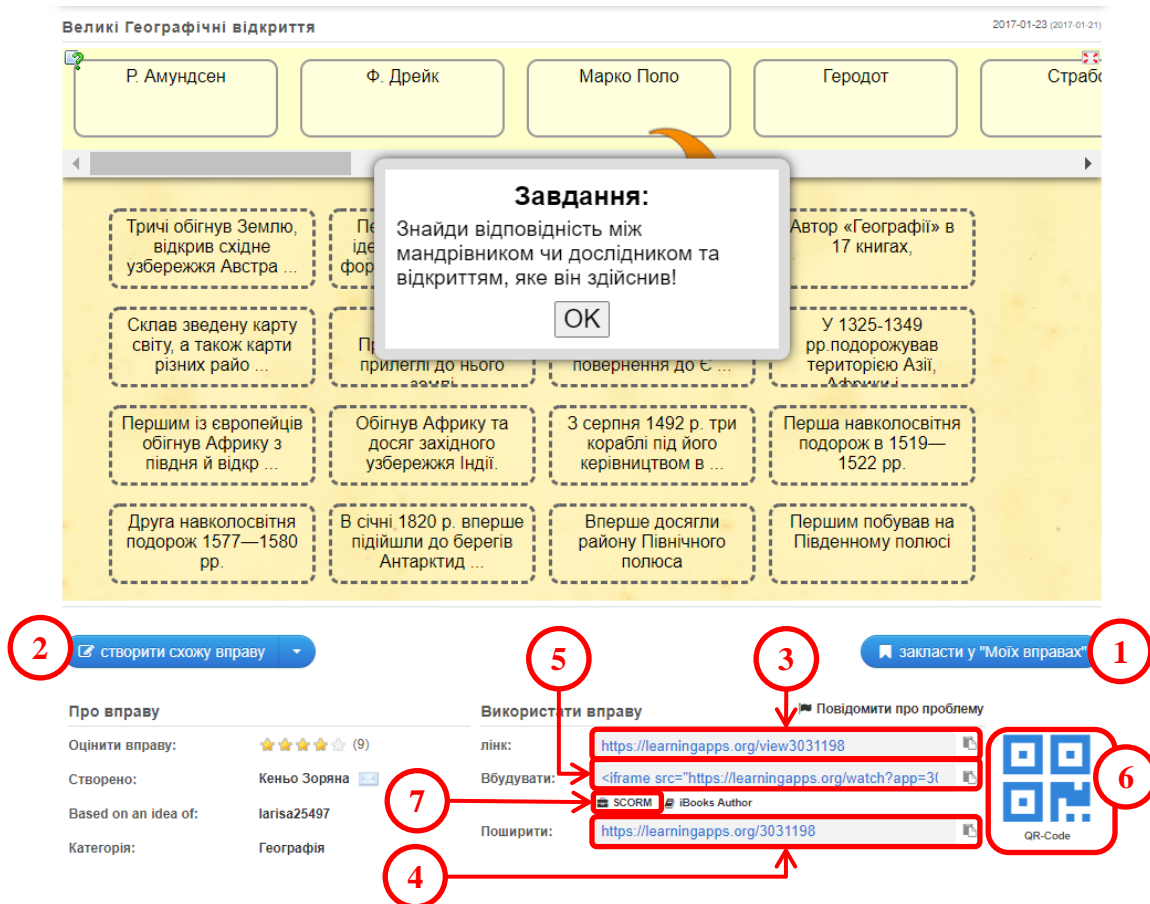 Великі Географічні відкриття
2017-01-23 (2017-01-21)
Р. Амундсен
Ф. Дрейк
Марко Поло
Геродот
Страбо
Завдання:
Знайди відповідність між
мандрівником чи дослідником та
відкриттям, яке він здійснив!
OK
Тричі обігнув Землю,
відкрив східне
узбережжя Австра ...
Пе
іде
фор
Автор «Географії» в
17 книгах,
Склав зведену карту
світу, а також карти
різних райо ...
прилеглі до нього
землі
повернення до Є ...
У 1325-1349
рр.подорожував
територією Азії,
Африки і
Першим із європейців
обігнув Африку з
півдня й відкр ...
Обігнув Африку та
досяг західного
узбережжя Індії.
3 серпня 1492 р. три
кораблі під його
керівництвом в ...
Перша навколосвітня
подорож в 1519—
1522 рр.
Друга навколосвітня
подорож 1577—1580
рр.
В січні 1820 р. вперше
підійшли до берегів
Антарктид ...
Вперше досягли
району Північного
полюса
Першим побував на
Південному полюсі
2
створити схожу вправу
5
3
закласти у "Моїх вправах"
1
Про вправу
Використати вправу
Повідомити про проблему
Оцінити вправу:
(9)
лінк:
https://learningapps.org/view3031198
Створено:
Кеньо Зоряна
Вбудувати:
<iframe src="https://learningapps.org/watch?app=30
6
7
SCORM
iBooks Author
Based on an idea of:
larisa25497
Поширити:
https://learningapps.org/3031198
QR-Code
Категорія:
Географія
4